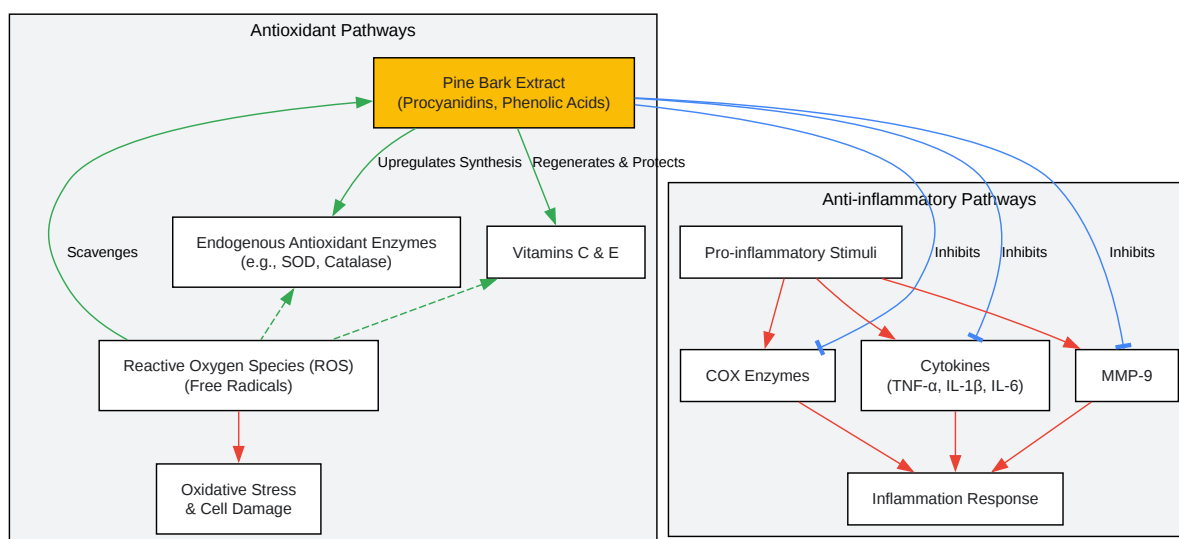 Antioxidant Pathways
Pine Bark Extract
(Procyanidins, Phenolic Acids)
Upregulates Synthesis
Regenerates & Protects
Endogenous Antioxidant Enzymes
(e.g., SOD, Catalase)
Vitamins C & E
Scavenges
Reactive Oxygen Species (ROS)
(Free Radicals)
Oxidative Stress
& Cell Damage
Anti-inflammatory Pathways
Pro-inflammatory Stimuli
Inhibits
Inhibits
Inhibits
COX Enzymes
Cytokines
(TNF-α, IL-1β, IL-6)
MMP-9
Inflammation Response